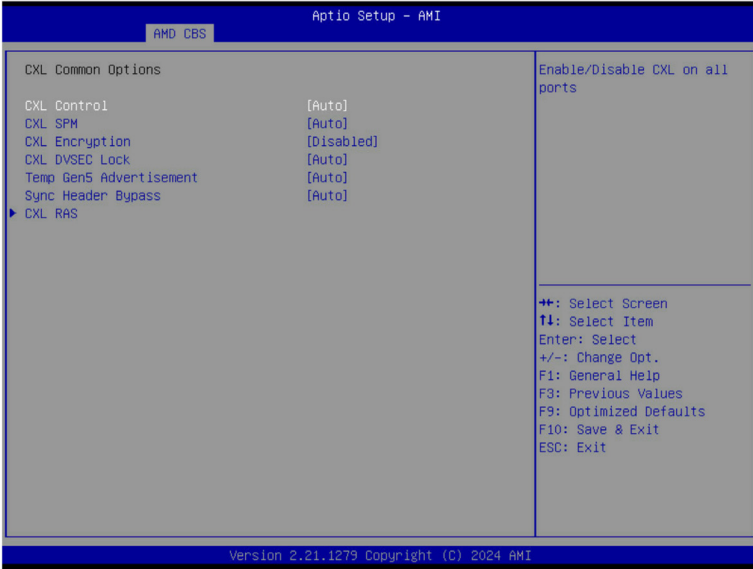 Aptio Setup – AMI
AMD CBS
CXL Common Options
CXL Control [Auto]
CXL SPM [Auto]
CXL Encryption [Disabled]
CXL DVSEC Lock [Auto]
Temp Gen5 Advertisement [Auto]
Sync Header Bypass [Auto]
CXL RAS
Enable/Disable CXL on all
ports
→←: Select Screen
↑↓: Select Item
Enter: Select
+/-: Change Opt.
F1: General Help
F3: Previous Values
F9: Optimized Defaults
F10: Save & Exit
ESC: Exit
Version 2.21.1279 Copyright (C) 2024 AMI